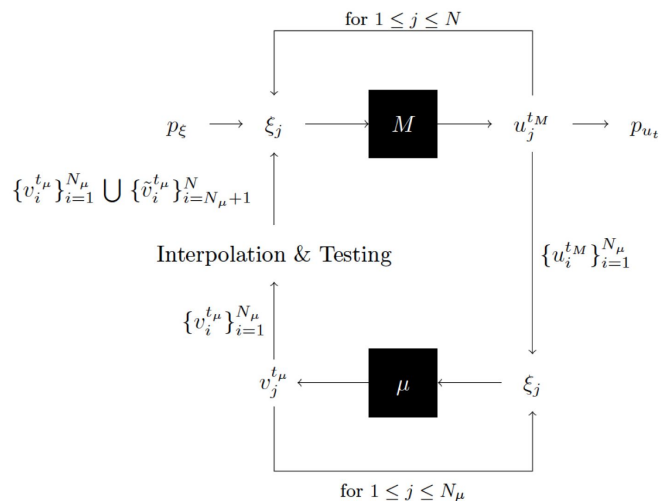 for 1 ≤ j ≤ N
p_ξ ξ_j M u_j^{t_M} p_{u_t}
{v_i^{t_μ}}_{i=1}^{N_μ} ⋃ {ṽ_i^{t_μ}}_{i=N_μ+1}^{N}
Interpolation & Testing
{u_i^{t_M}}_{i=1}^{N_μ}
{v_i^{t_μ}}_{i=1}^{N_μ}
v_j^{t_μ} μ ξ_j
for 1 ≤ j ≤ N_μ